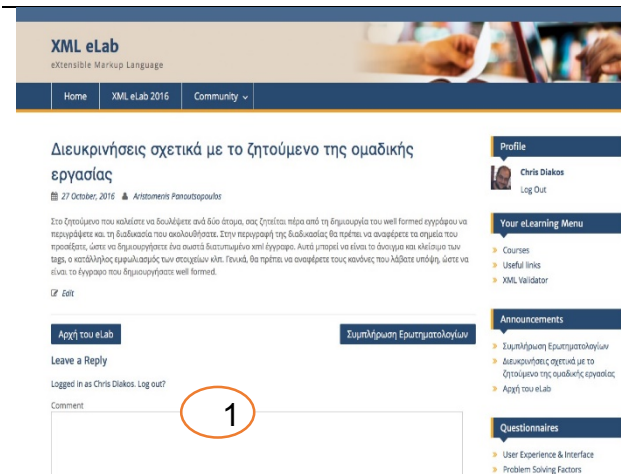 XML eLab
eXtensible Markup Language
Home XML eLab 2016 Community
Διευκρινήσεις σχετικά με το ζητούμενο της ομαδικής
εργασίας
27 October, 2016 Aristomenis Panoutsopoulos
Στο ζητούμενο που καλείστε να δουλέψετε ανά δύο άτομα, σας ζητείται πέρα από τη δημιουργία του well formed εγγράφου να
περιγράψετε και τη διαδικασία που ακολουθήσατε. Στην περιγραφή της διαδικασίας θα πρέπει να αναφέρετε τα σημεία που
προσέξατε, ώστε να δημιουργήσετε ένα σωστά διατυπωμένο xml έγγραφο. Αυτά μπορεί να είναι το άνοιγμα και κλείσιμο των
tags, ο κατάλληλος εμφωλιασμός των στοιχείων κλπ. Γενικά, θα πρέπει να αναφέρετε τους κανόνες που λάβατε υπόψη, ώστε να
είναι το έγγραφο που δημιουργήσατε well formed.
Edit
Αρχή του eLab
Συμπλήρωση Ερωτηματολογίων
Leave a Reply
Logged in as Chris Diakos. Log out?
Comment
1
Profile
Chris Diakos
Log Out
Your eLearning Menu
Courses
Useful links
XML Validator
Announcements
Συμπλήρωση Ερωτηματολογίων
Διευκρινήσεις σχετικά με το
ζητούμενο της ομαδικής εργασίας
Αρχή του eLab
Questionnaires
User Experience & Interface
Problem Solving Factors